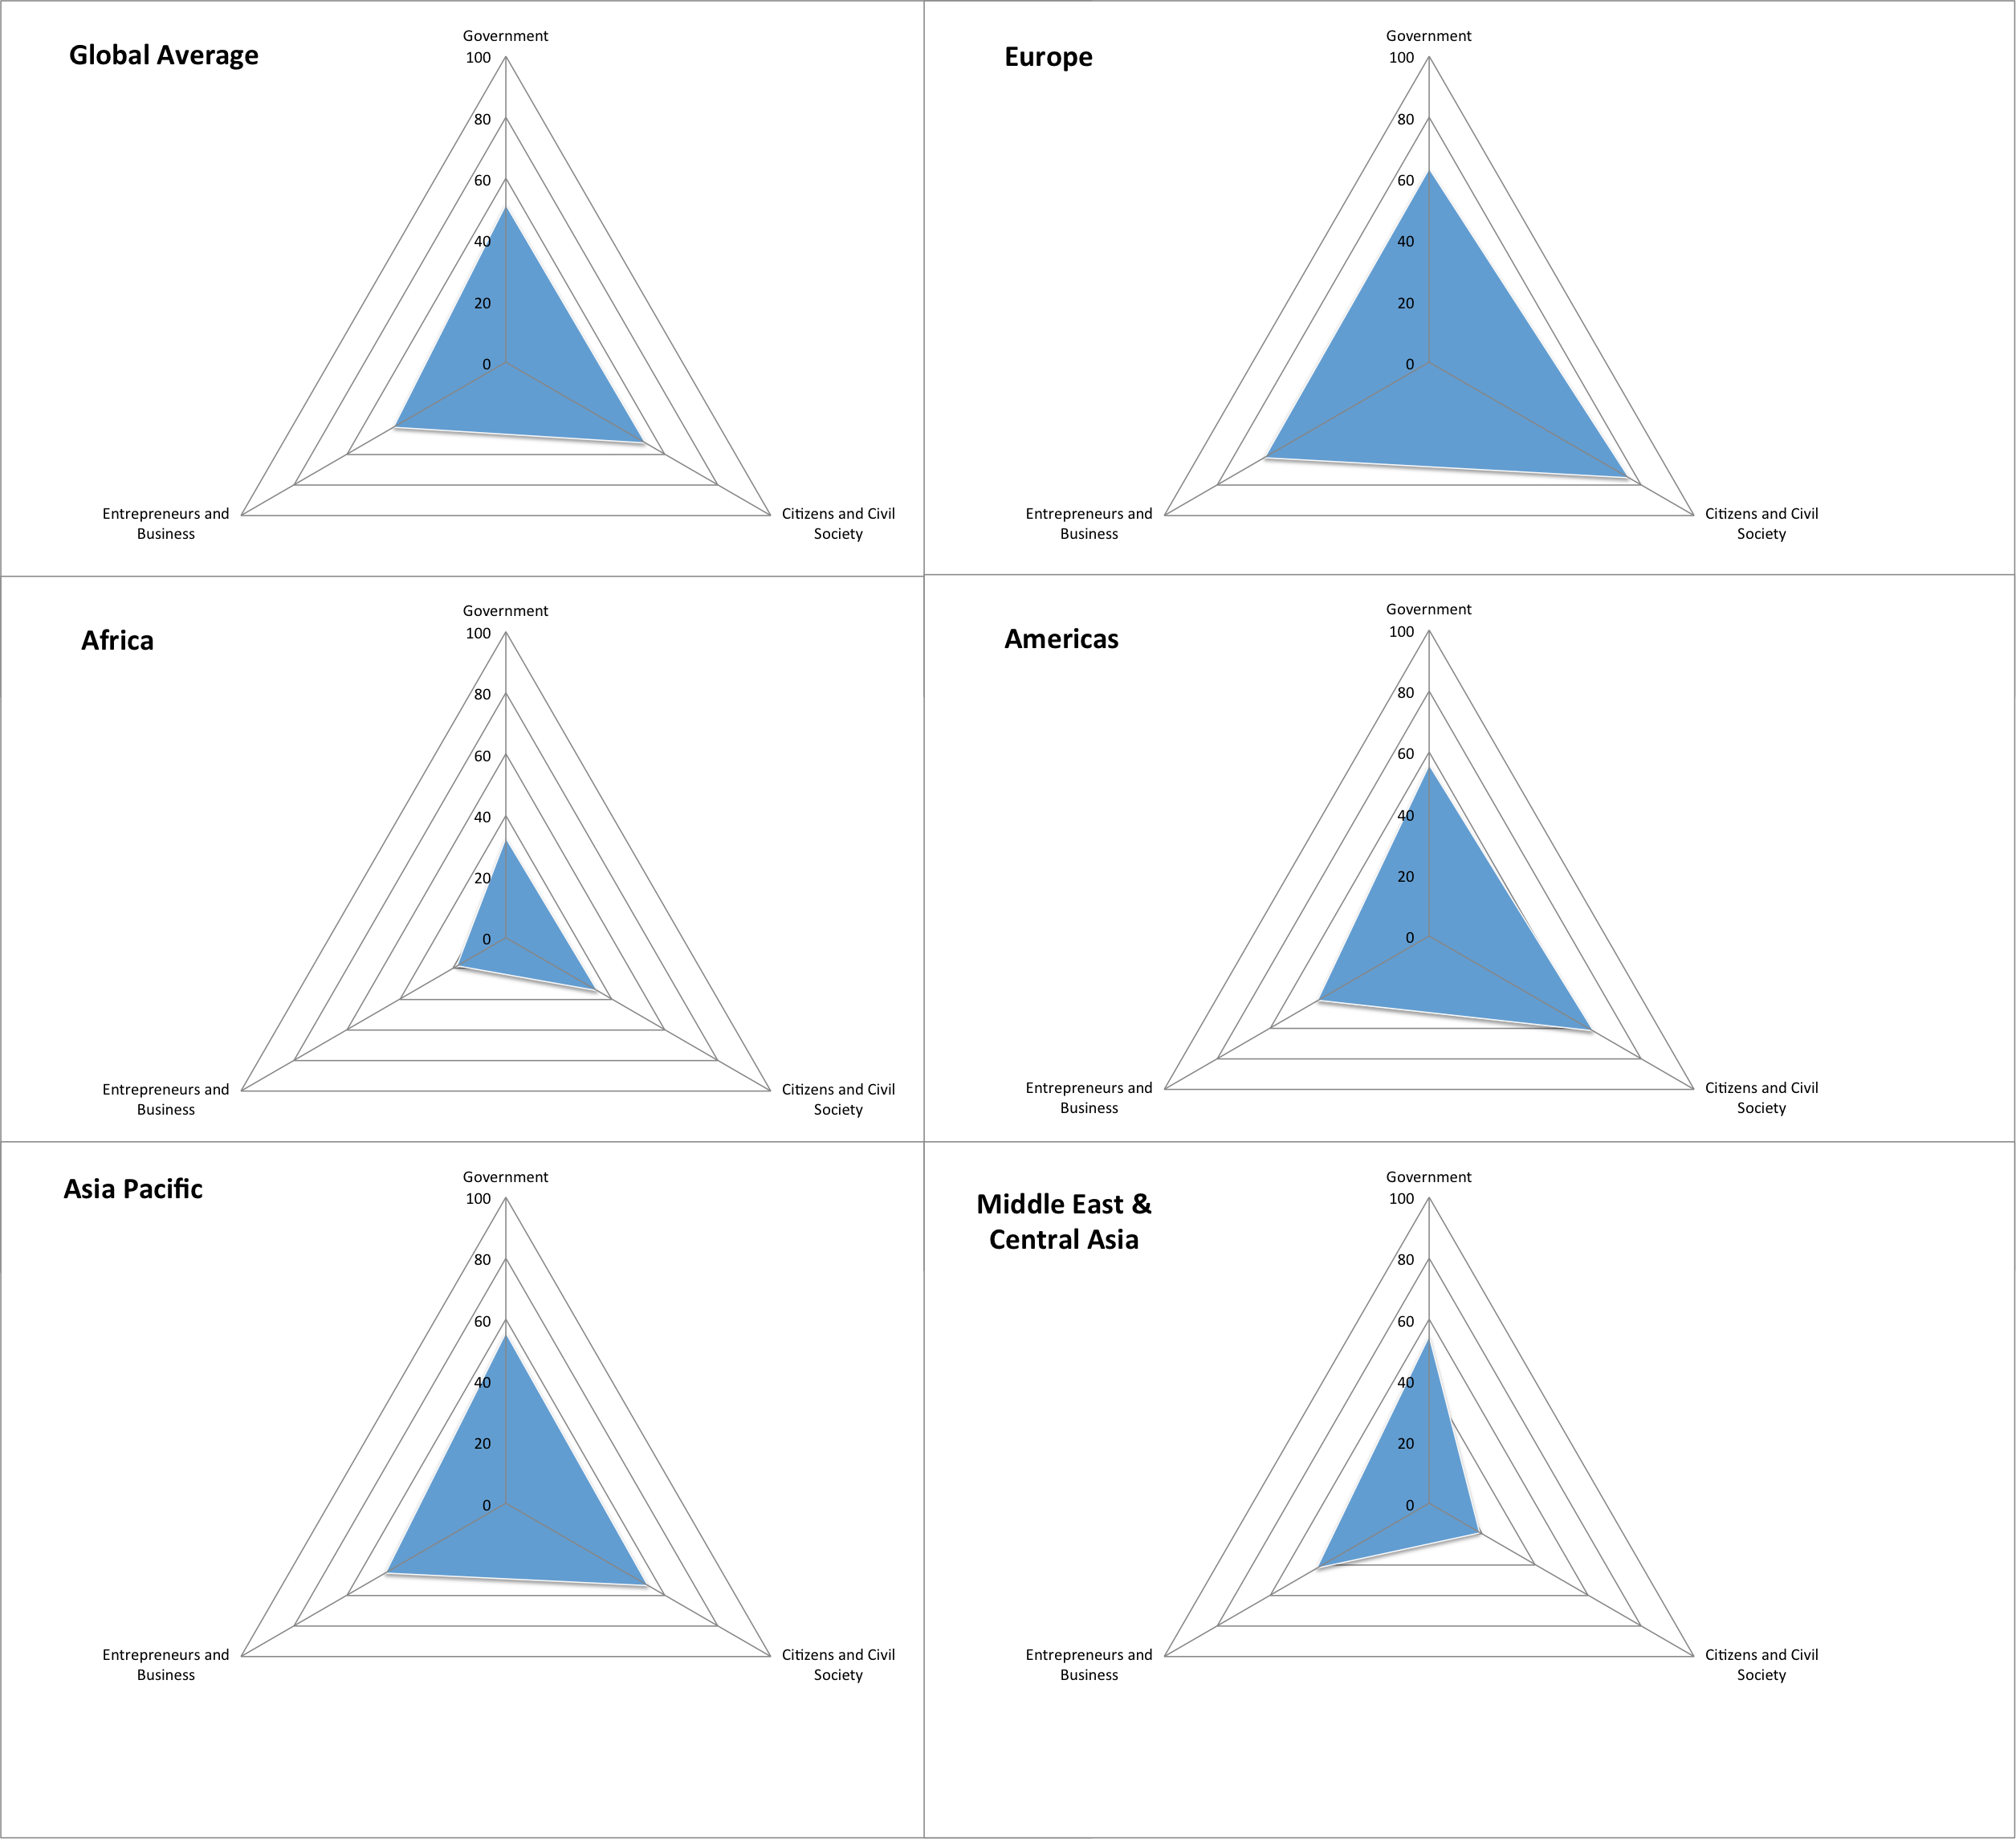 Global Average
Government
100
80
60
40
20
0
Entrepreneurs and
Business
Citizens and Civil
Society
Europe
Government
100
80
60
40
20
0
Entrepreneurs and
Business
Citizens and Civil
Society
Africa
Government
100
80
60
40
20
0
Entrepreneurs and
Business
Citizens and Civil
Society
Americas
Government
100
80
60
40
20
0
Entrepreneurs and
Business
Citizens and Civil
Society
Asia Pacific
Government
100
80
60
40
20
0
Entrepreneurs and
Business
Citizens and Civil
Society
Middle East &
Central Asia
Government
100
80
60
40
20
0
Entrepreneurs and
Business
Citizens and Civil
Society